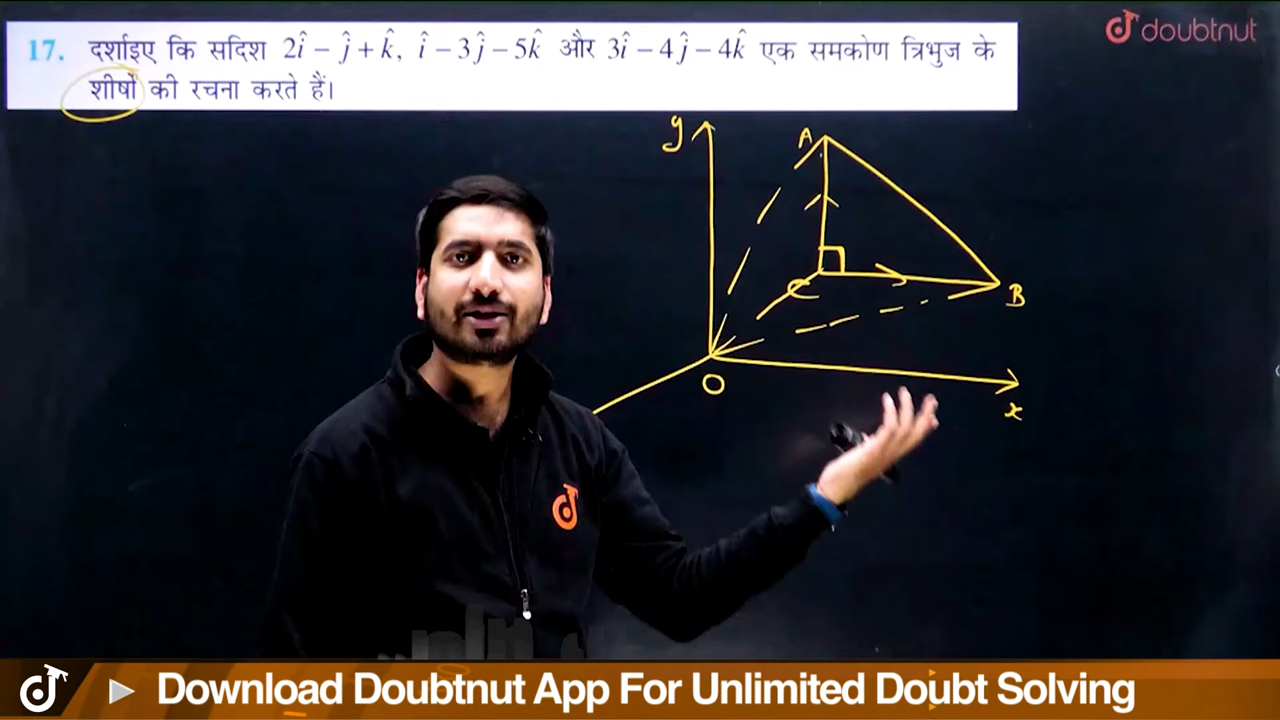 doubtnut
17. दर्शाइए कि सदिश 2î − ĵ + k̂, î − 3ĵ − 5k̂ और 3î − 4ĵ − 4k̂ एक समकोण त्रिभुज के
शीर्षों की रचना करते हैं।
y
A
C
B
O
x
Download Doubtnut App For Unlimited Doubt Solving